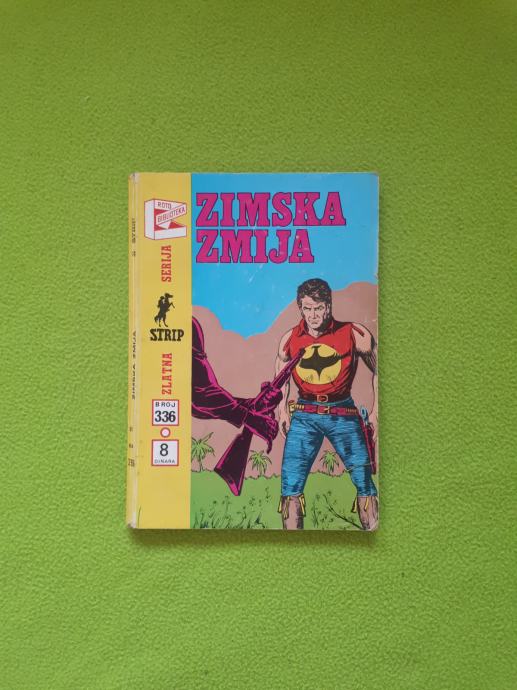 ROTO
BIBLIOTEKA
ZIMSKA
ZMIJA
ZLATNA SERIJA
STRIP
BROJ
336
8
DINARA
ZIMSKA ZMIJA